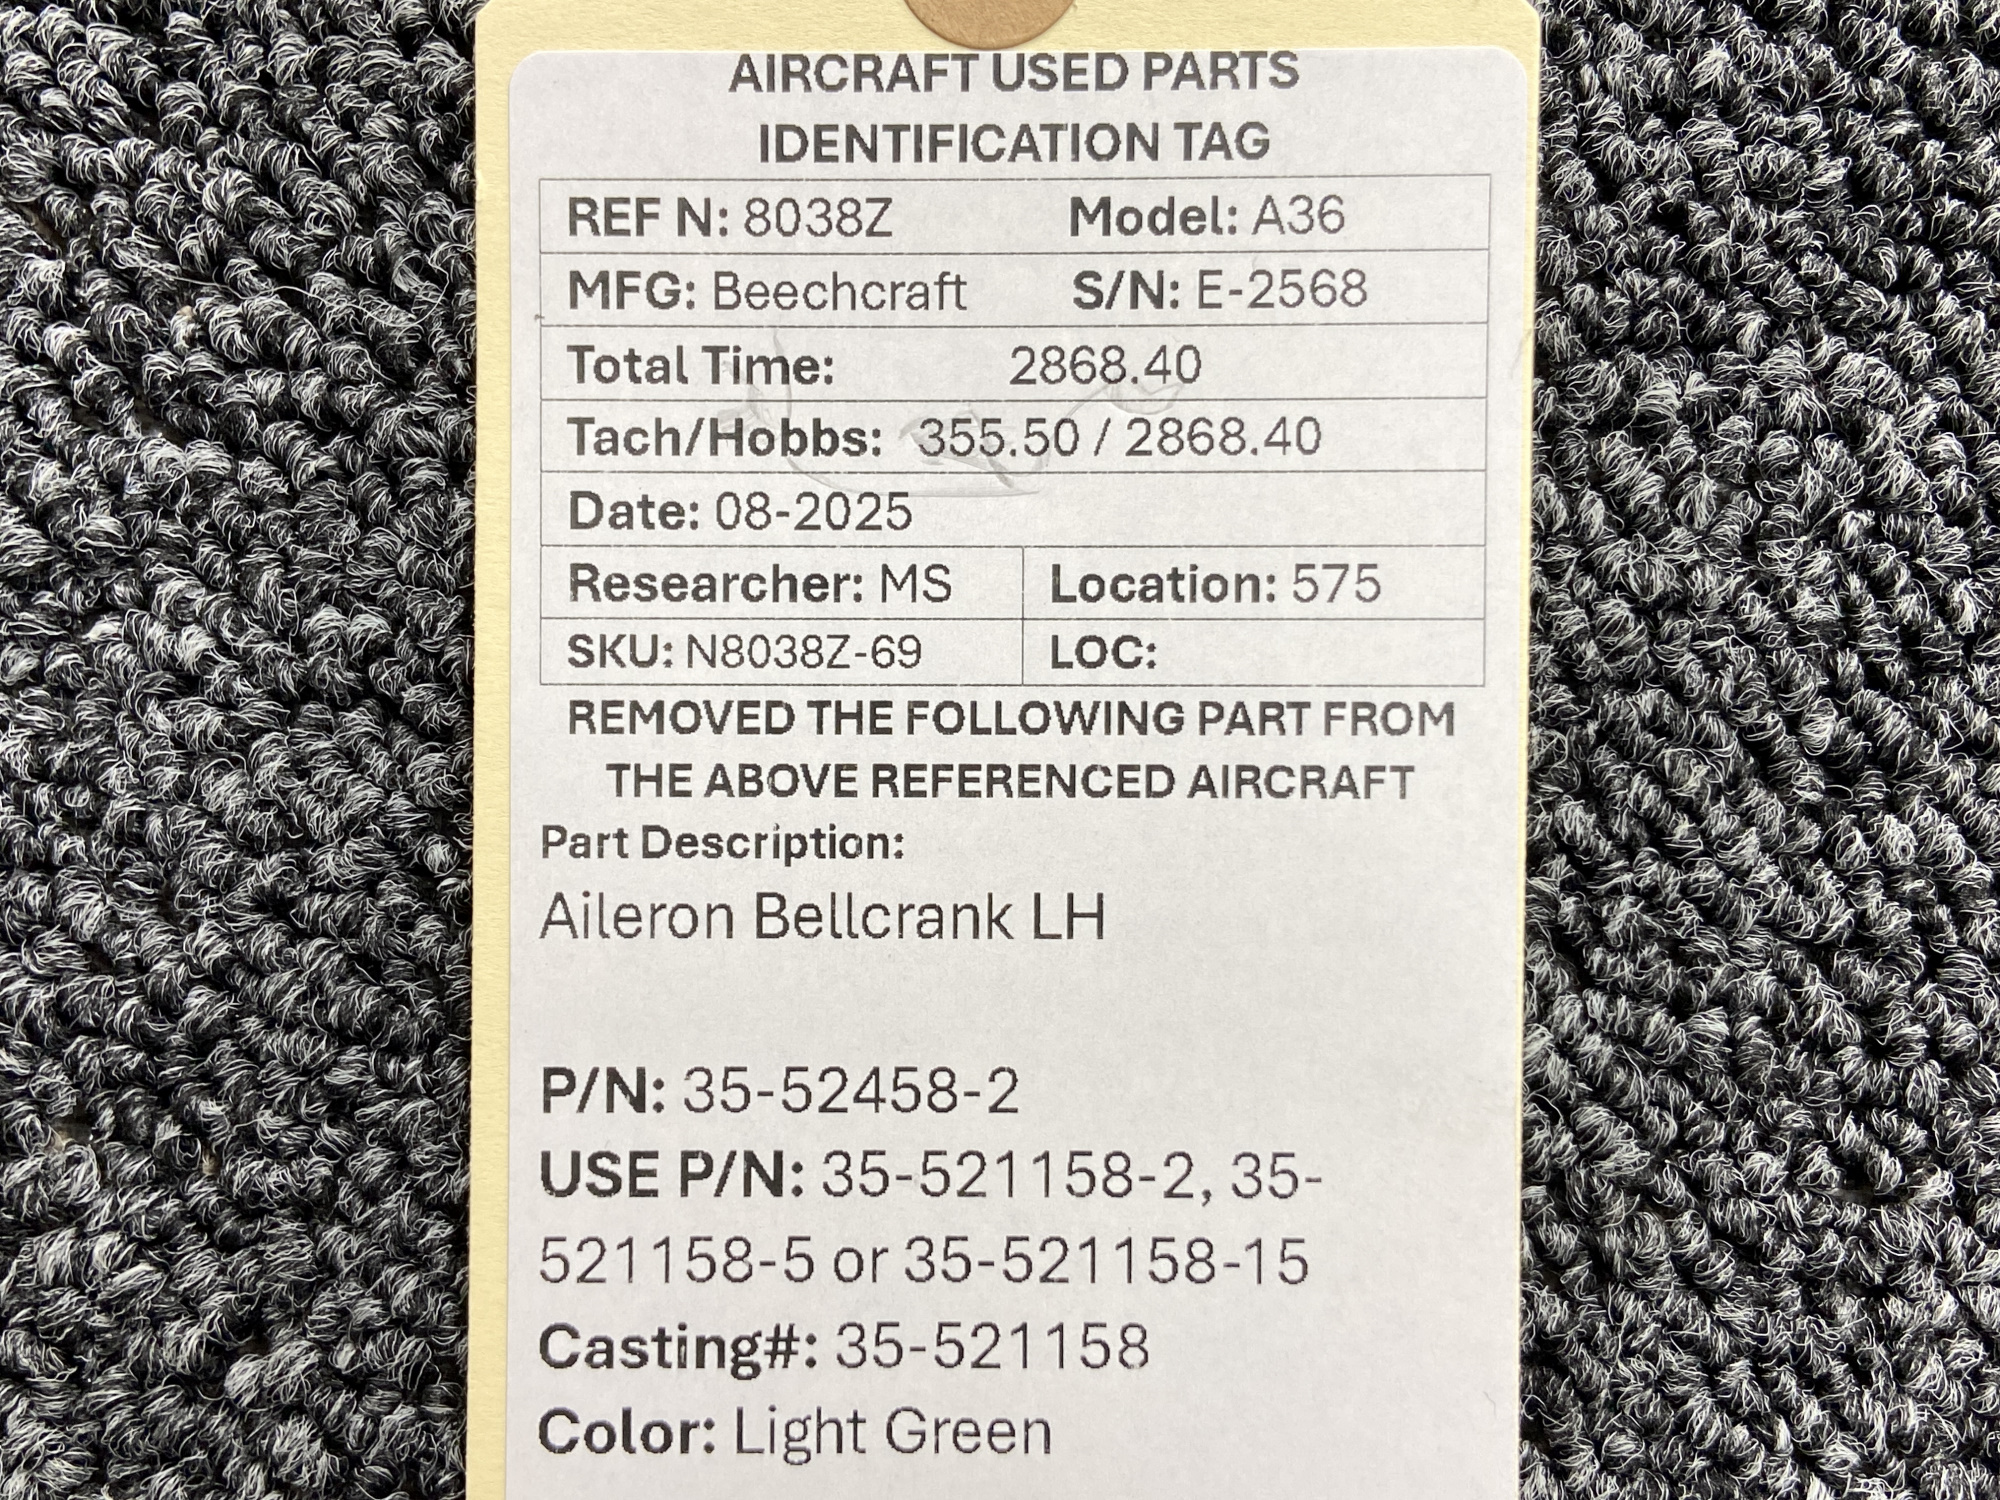 AIRCRAFT USED PARTS
IDENTIFICATION TAG
REF N: 8038Z Model: A36
MFG: Beechcraft S/N: E-2568
Total Time: 2868.40
Tach/Hobbs: 355.50 / 2868.40
Date: 08-2025
Researcher: MS Location: 575
SKU: N8038Z-69 LOC:
REMOVED THE FOLLOWING PART FROM
THE ABOVE REFERENCED AIRCRAFT
Part Description:
Aileron Bellcrank LH
P/N: 35-52458-2
USE P/N: 35-521158-2, 35-
521158-5 or 35-521158-15
Casting#: 35-521158
Color: Light Green